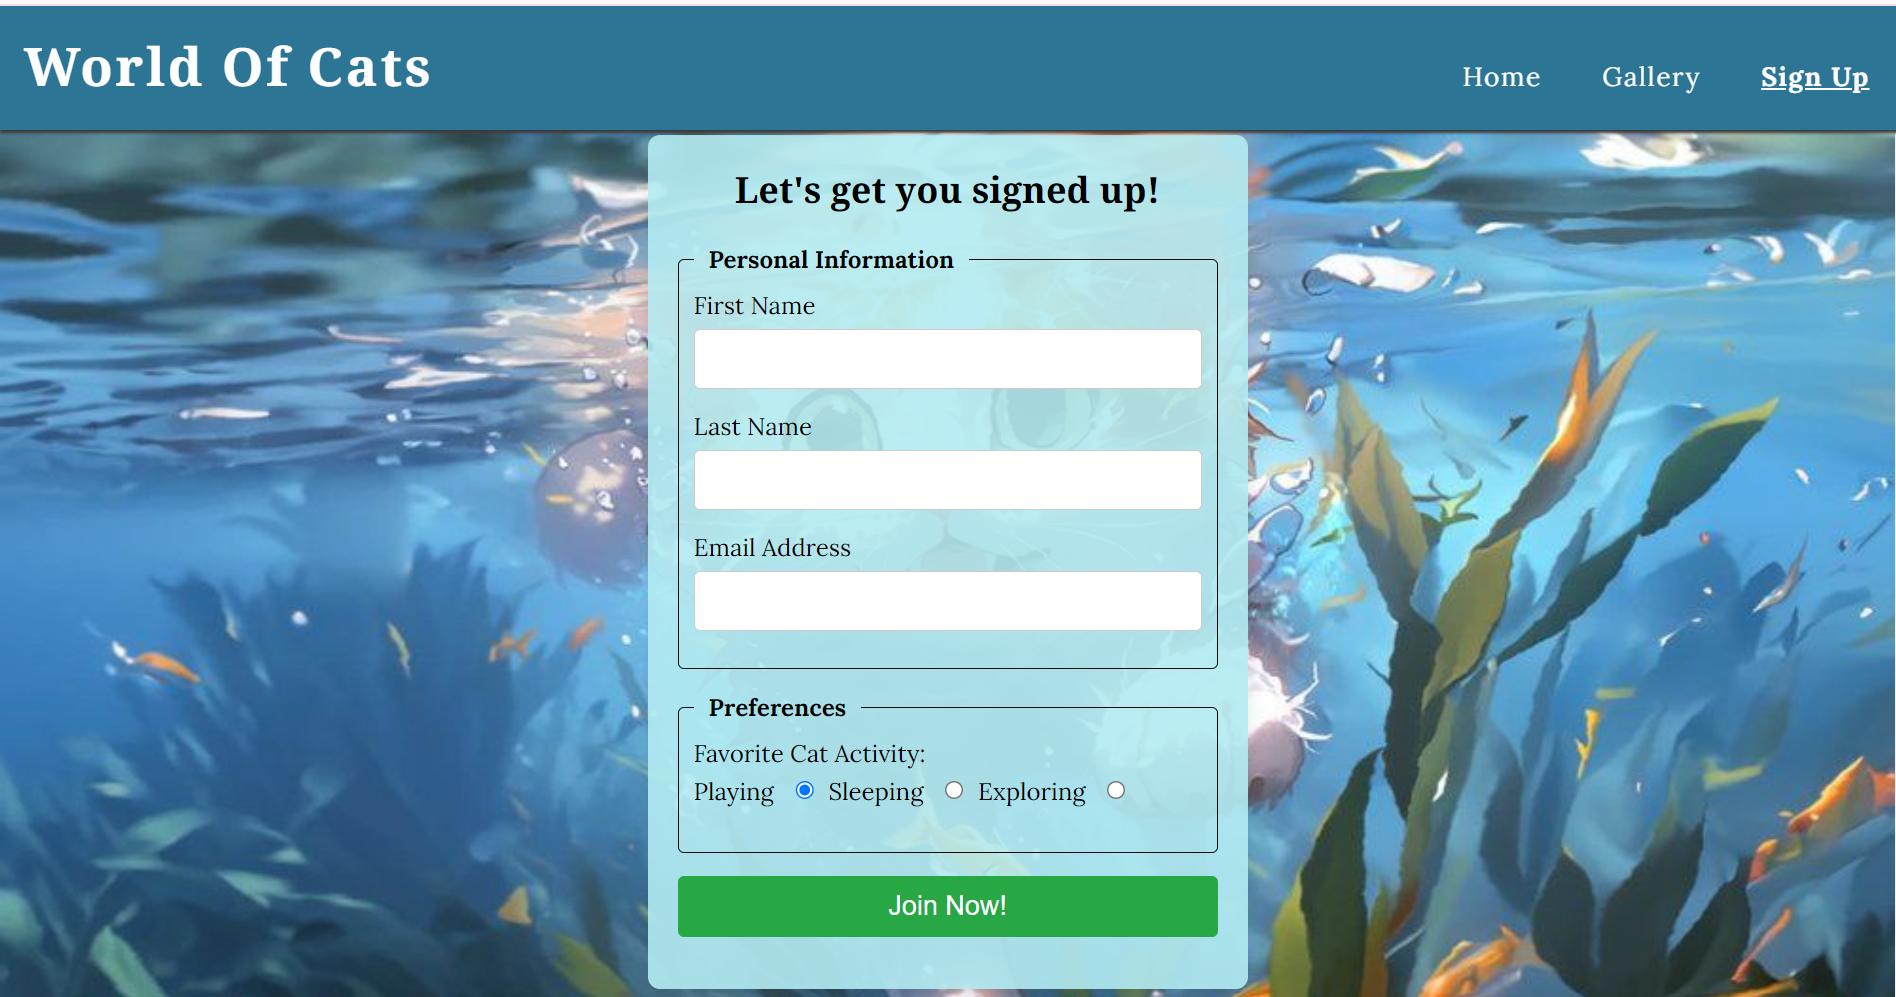 World Of Cats
Home Gallery Sign Up
Let's get you signed up!
Personal Information
First Name
Last Name
Email Address
Preferences
Favorite Cat Activity:
Playing Sleeping Exploring
Join Now!